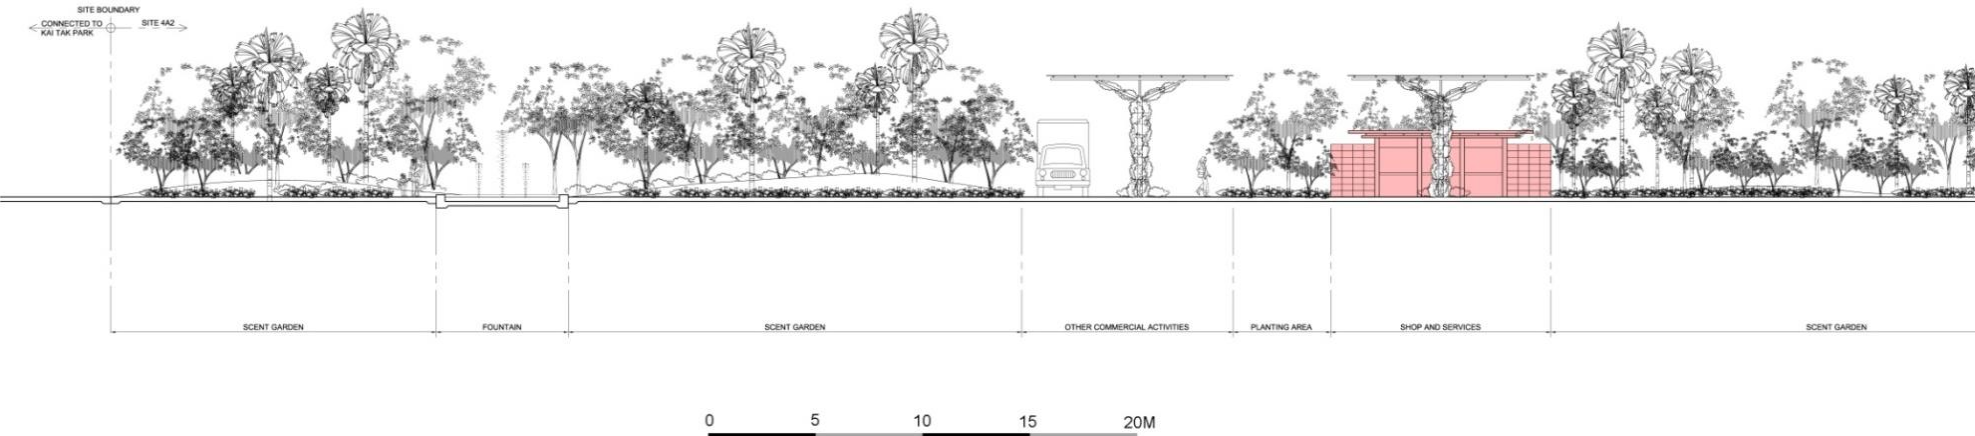 SITE BOUNDARY
CONNECTED TO
KAI TAK PARK
SITE 4A2
SCENT GARDEN
FOUNTAIN
SCENT GARDEN
OTHER COMMERCIAL ACTIVITIES
PLANTING AREA
SHOP AND SERVICES
SCENT GARDEN
0 5 10 15 20M